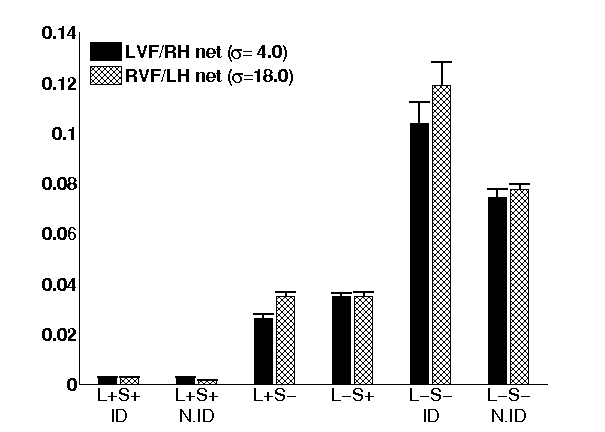 0.14
LVF/RH net (σ= 4.0)
0.12
RVF/LH net (σ=18.0)
0.1
0.08
0.06
0.04
0.02
0
L+S+ L+S+ L+S− L−S+ L−S− L−S−
ID N.ID ID N.ID